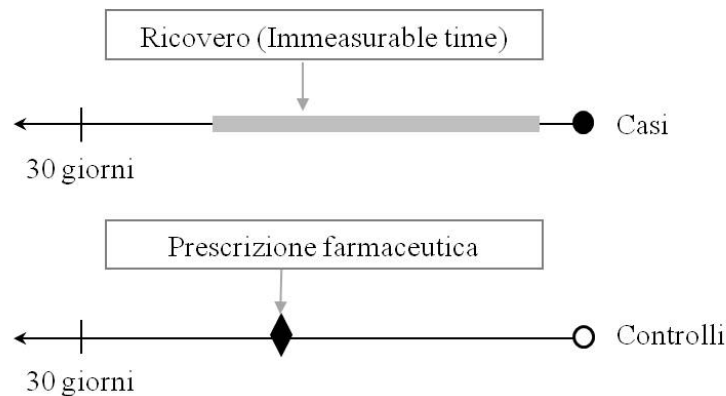 Ricovero (Immeasurable time)
Casi
30 giorni
Prescrizione farmaceutica
Controlli
30 giorni